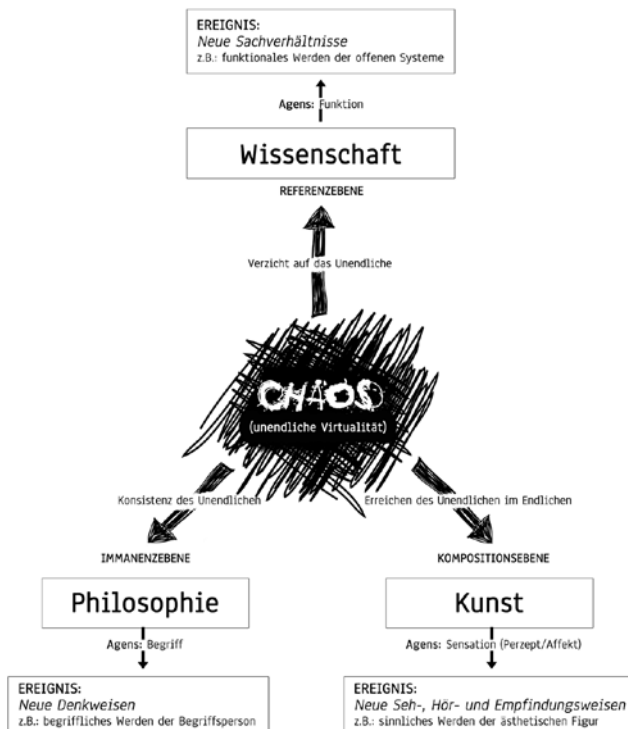 EREIGNIS:
Neue Sachverhältnisse
z.B.: funktionales Werden der offenen Systeme
Agens: Funktion
Wissenschaft
REFERENZEBENE
Verzicht auf das Unendliche
CHAOS
(unendliche Virtualität)
Konsistenz des Unendlichen
Erreichen des Unendlichen im Endlichen
IMMANENZEBENE
KOMPOSITIONSEBENE
Philosophie
Kunst
Agens: Begriff
Agens: Sensation (Perzept/Affekt)
EREIGNIS:
Neue Denkweisen
z.B.: begriffliches Werden der Begriffsperson
EREIGNIS:
Neue Seh-, Hör- und Empfindungsweisen
z.B.: sinnliches Werden der ästhetischen Figur